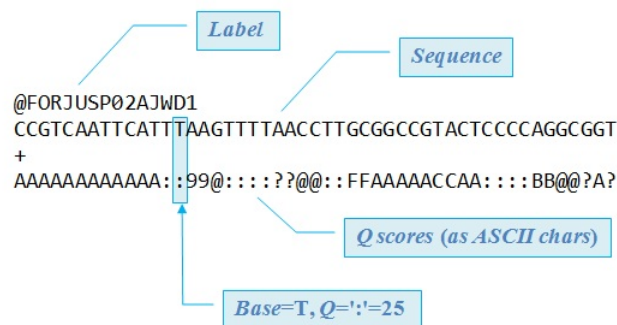 Label
Sequence
@FORJUSP02AJWD1
CCGTCAATTCATTTAAGTTTTAACCTTGCGGCCGTACTCCCCAGGCGGT
+
AAAAAAAAAAAA::99@::::??@@::FFAAAAACCAA::::BB@@?A?
Q scores (as ASCII chars)
Base=T, Q=':'=25